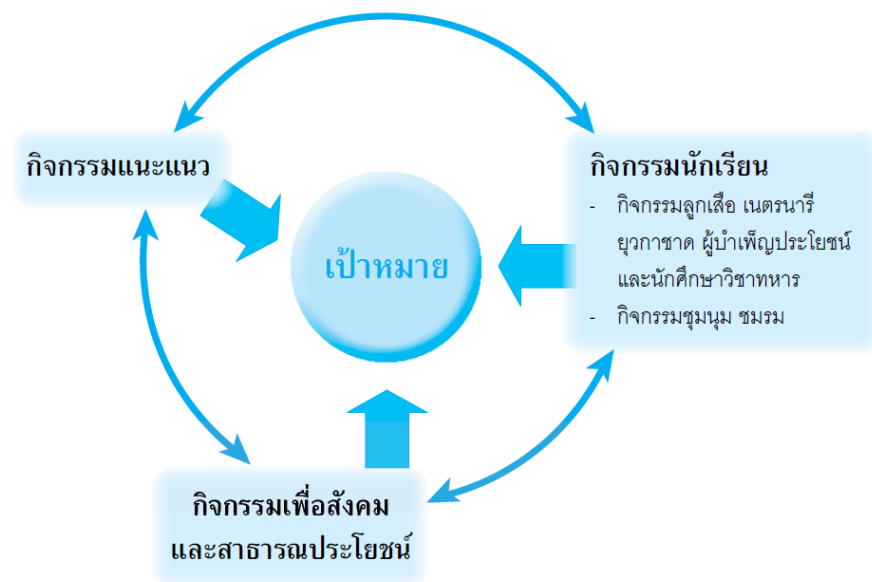 กิจกรรมแนะแนว
กิจกรรมนักเรียน
- กิจกรรมลูกเสือ เนตรนารี
ยุวกาชาด ผู้บำเพ็ญประโยชน์
และนักศึกษาวิชาทหาร
- กิจกรรมชุมนุม ชมรม
เป้าหมาย
กิจกรรมเพื่อสังคม
และสาธารณประโยชน์